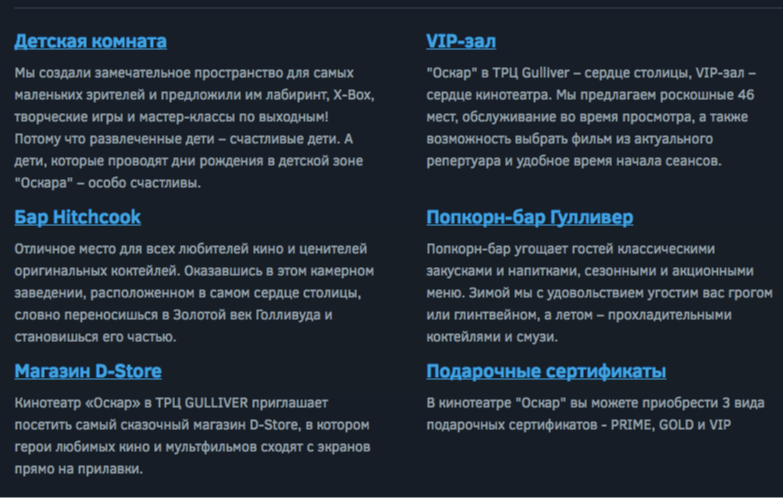 Детская комната
Мы создали замечательное пространство для самых
маленьких зрителей и предложили им лабиринт, X-Box,
творческие игры и мастер-классы по выходным!
Потому что развлеченные дети – счастливые дети. А
дети, которые проводят дни рождения в детской зоне
"Оскара" – особо счастливы.
VIP-зал
"Оскар" в ТРЦ Gulliver – сердце столицы, VIP-зал –
сердце кинотеатра. Мы предлагаем роскошные 46
мест, обслуживание во время просмотра, а также
возможность выбрать фильм из актуального
репертуара и удобное время начала сеансов.
Бар Hitchcook
Отличное место для всех любителей кино и ценителей
оригинальных коктейлей. Оказавшись в этом камерном
заведении, расположенном в самом сердце столицы,
словно переносишься в Золотой век Голливуда и
становишься его частью.
Попкорн-бар Гулливер
Попкорн-бар угощает гостей классическими
закусками и напитками, сезонными и акционными
меню. Зимой мы с удовольствием угостим вас грогом
или глинтвейном, а летом – прохладительными
коктейлями и смузи.
Магазин D-Store
Кинотеатр «Оскар» в ТРЦ GULLIVER приглашает
посетить самый сказочный магазин D-Store, в котором
герои любимых кино и мультфильмов сходят с экранов
прямо на прилавки.
Подарочные сертификаты
В кинотеатре "Оскар" вы можете приобрести 3 вида
подарочных сертификатов - PRIME, GOLD и VIP